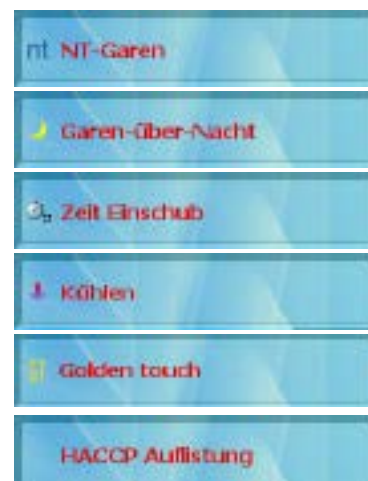 nt NT-Garen
Garen-über-Nacht
Zeit Einschub
Kühlen
Golden touch
HACCP Auflistung